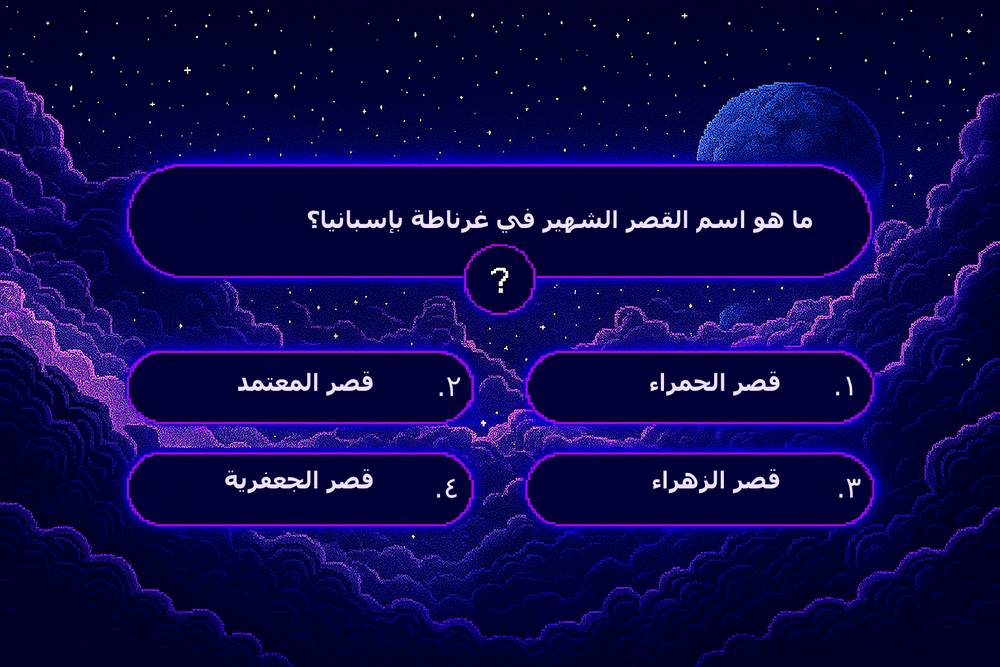 ما هو اسم القصر الشهير في غرناطة بإسبانيا؟
?
١. قصر الحمراء
٢. قصر المعتمد
٣. قصر الزهراء
٤. قصر الجعفرية